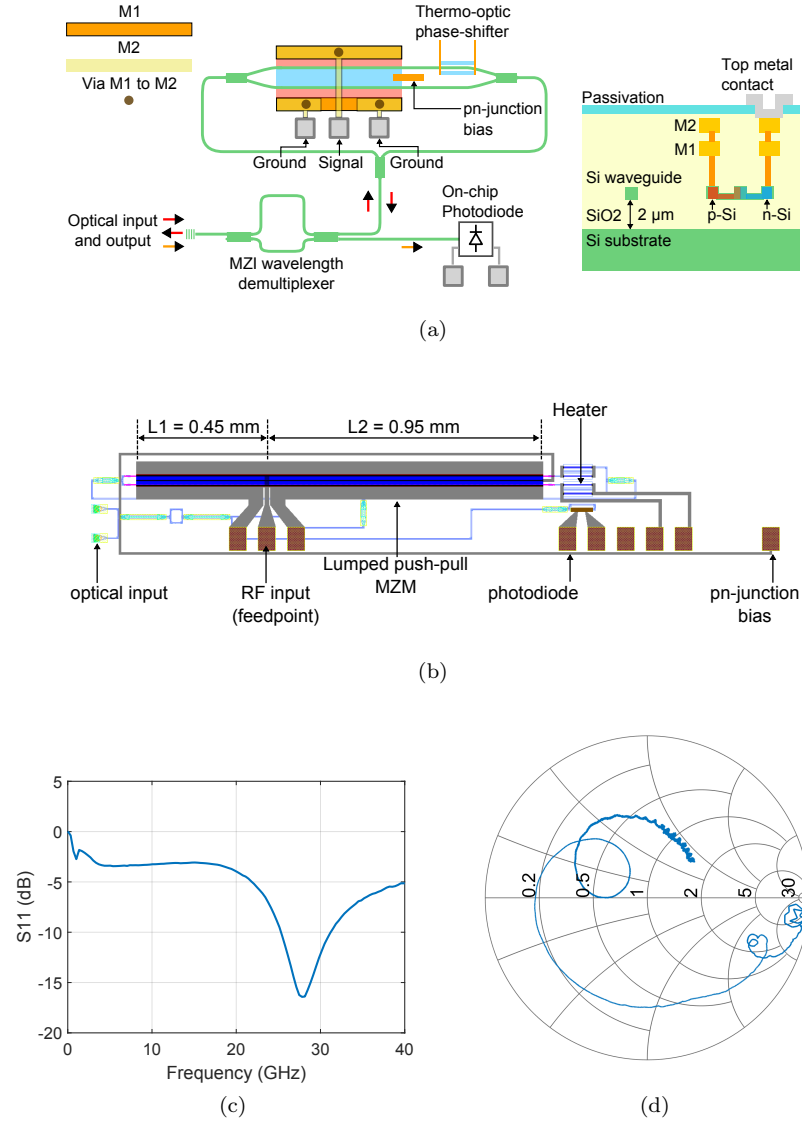 M1
M2
Via M1 to M2
Thermo-optic
phase-shifter
pn-junction
bias
Ground
Signal
Ground
Optical input
and output
MZI wavelength
demultiplexer
On-chip
Photodiode
Top metal
contact
Passivation
M2
M1
Si waveguide
SiO2
2 µm
p-Si
n-Si
Si substrate
(a)
L1 = 0.45 mm
L2 = 0.95 mm
Heater
optical input
RF input
(feedpoint)
Lumped push-pull
MZM
photodiode
pn-junction
bias
(b)
5
0
-5
-10
-15
-20
S11 (dB)
0
10
20
30
40
Frequency (GHz)
(c)
0.2
0.5
1
2
5
30
(d)